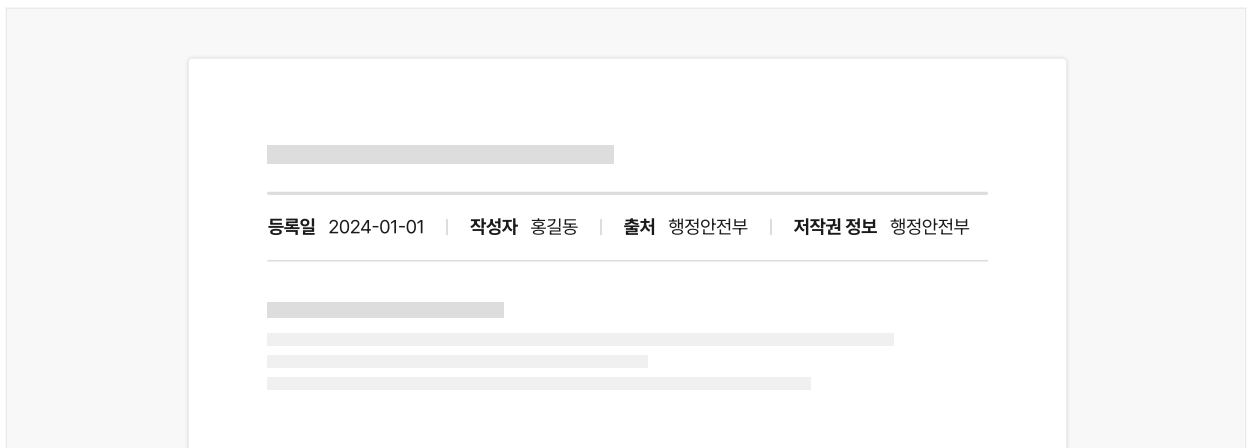 등록일 2024-01-01 | 작성자 홍길동 | 출처 행정안전부 | 저작권 정보 행정안전부